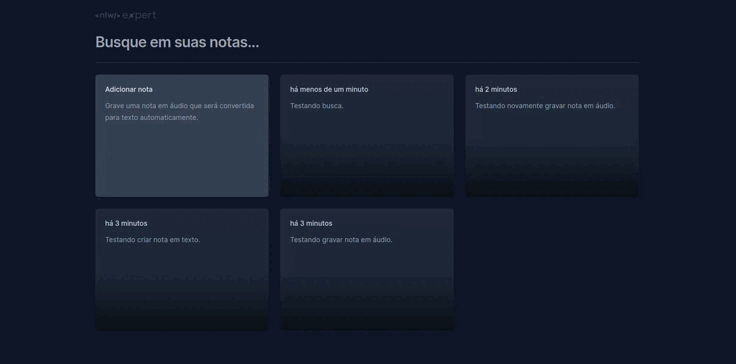 <nlw/> expert
Busque em suas notas...
Adicionar nota
Grave uma nota em áudio que será convertida
para texto automaticamente.
há menos de um minuto
Testando busca.
há 2 minutos
Testando novamente gravar nota em áudio.
há 3 minutos
Testando criar nota em texto.
há 3 minutos
Testando gravar nota em áudio.